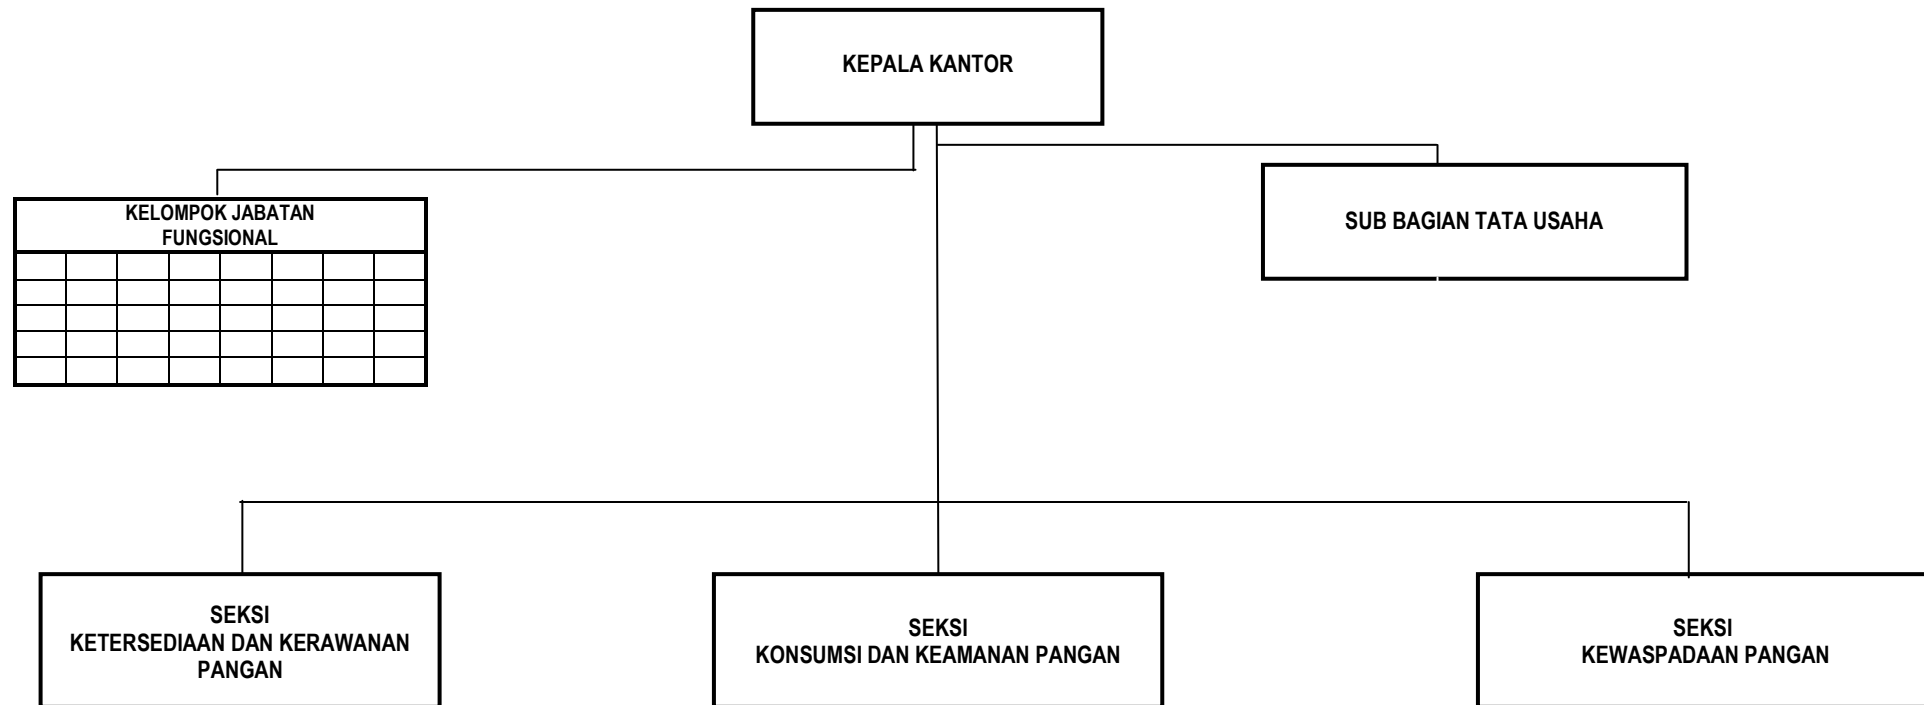 KEPALA KANTOR
KELOMPOK JABATAN
FUNGSIONAL
SUB BAGIAN TATA USAHA
SEKSI
KETERSEDIAAN DAN KERAWANAN
PANGAN
SEKSI
KONSUMSI DAN KEAMANAN PANGAN
SEKSI
KEWASPADAAN PANGAN